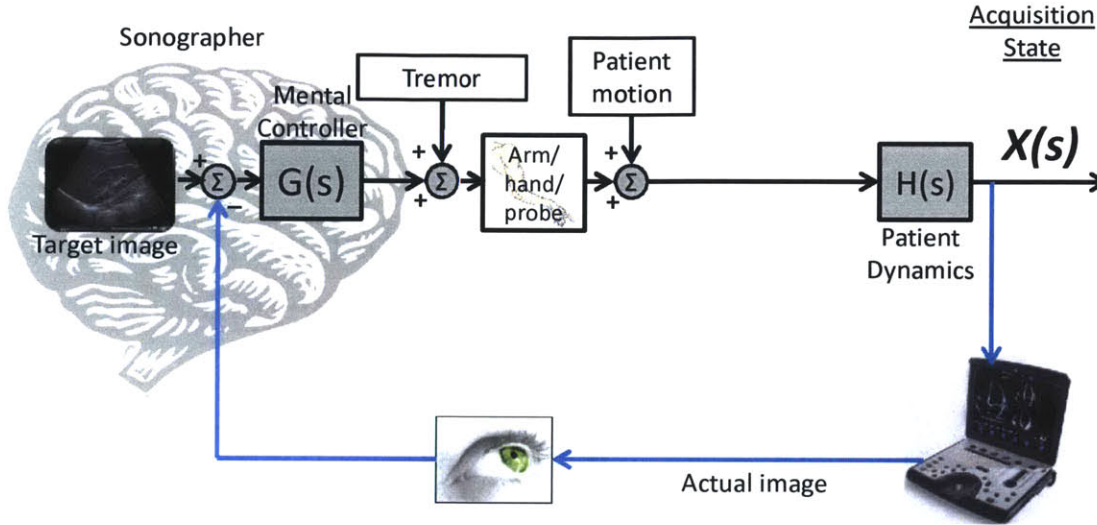 Acquisition
State
Sonographer
Tremor
Patient
motion
Mental
Controller
+
Σ
−
G(s)
+
+
Σ
Arm/
hand/
probe
+
+
Σ
H(s)
X(s)
Target image
Patient
Dynamics
Actual image